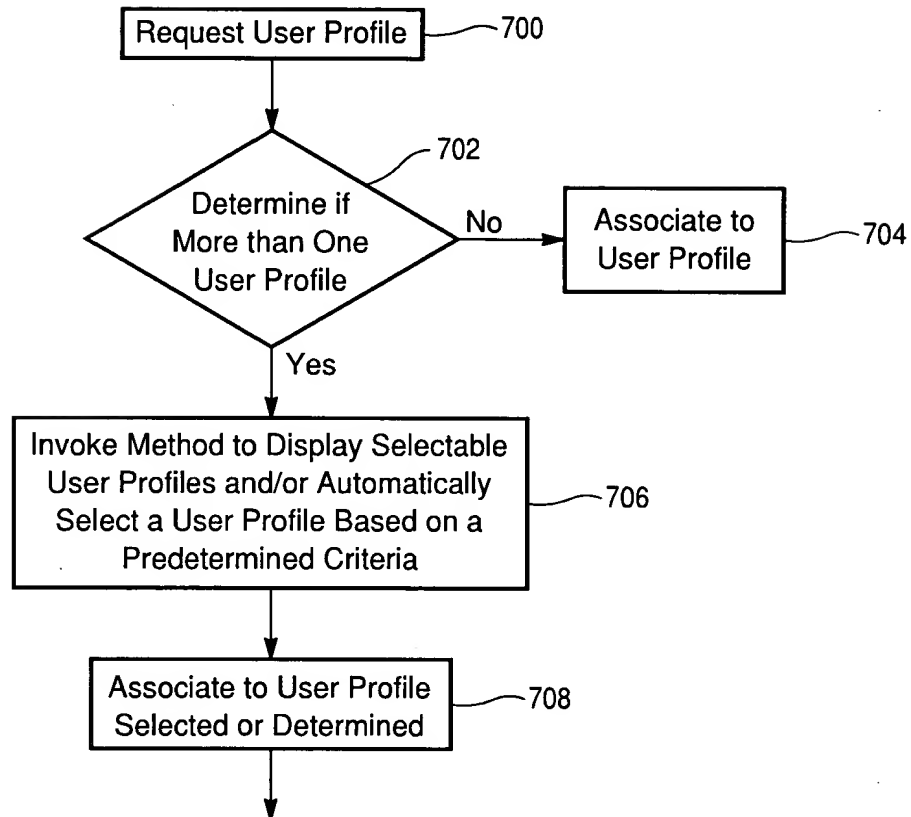 Request User Profile
700
702
Determine if
More than One
User Profile
No
Associate to
User Profile
704
Yes
Invoke Method to Display Selectable
User Profiles and/or Automatically
Select a User Profile Based on a
Predetermined Criteria
706
Associate to User Profile
Selected or Determined
708